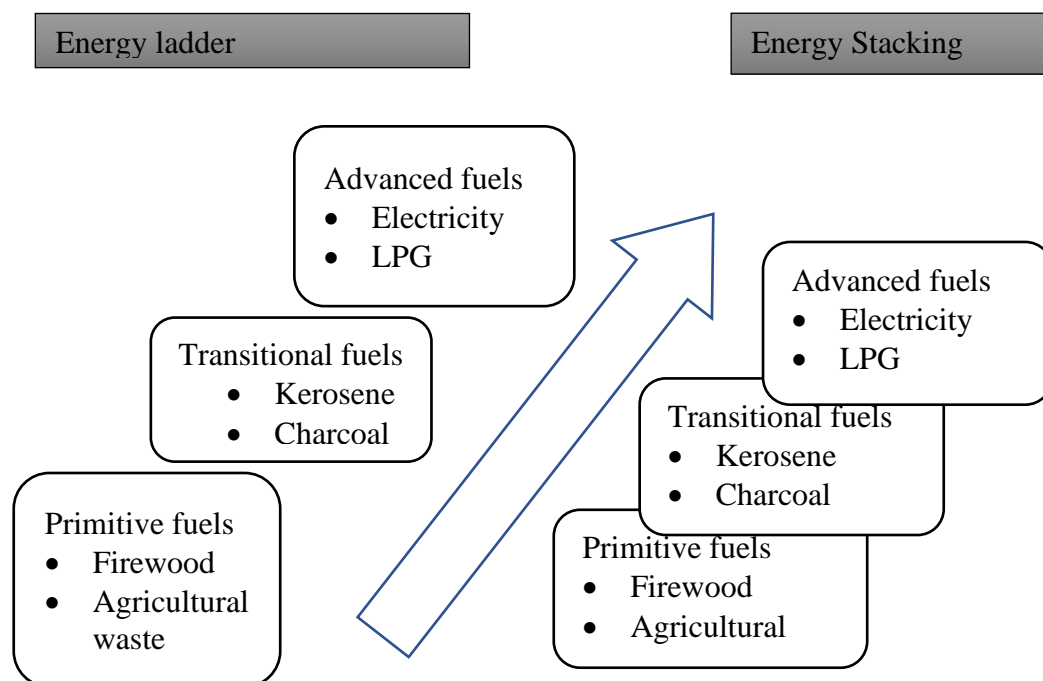 Energy ladder
Energy Stacking
Advanced fuels
• Electricity
• LPG
Transitional fuels
• Kerosene
• Charcoal
Primitive fuels
• Firewood
• Agricultural
waste
Advanced fuels
• Electricity
• LPG
Transitional fuels
• Kerosene
• Charcoal
Primitive fuels
• Firewood
• Agricultural